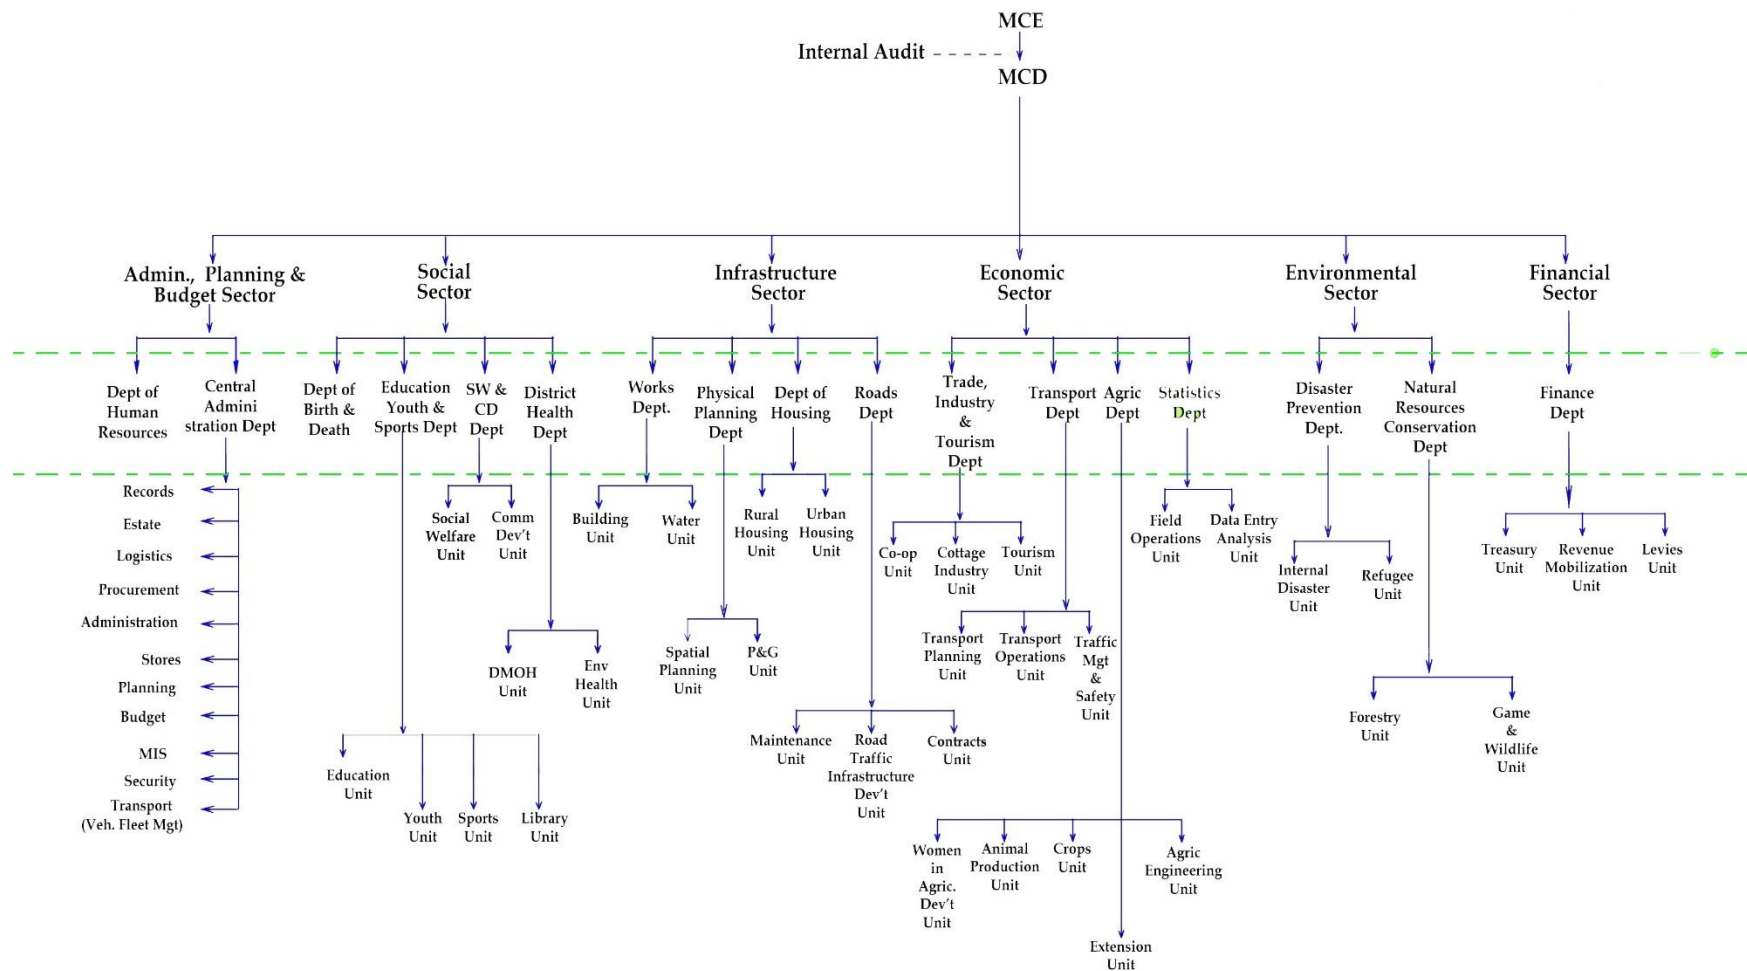 MCE
Internal Audit
MCD
Admin., Planning &
Budget Sector
Social
Sector
Infrastructure
Sector
Economic
Sector
Environmental
Sector
Financial
Sector
Dept of
Human
Resources
Central
Admini
stration Dept
Dept of
Birth &
Death
Education
Youth &
Sports Dept
SW &
CD
Dept
District
Health
Dept
Works
Dept.
Physical
Planning
Dept
Dept of
Housing
Roads
Dept
Trade,
Industry
&
Tourism
Dept
Transport
Dept
Agric
Dept
Statistics
Dept
Disaster
Prevention
Dept.
Natural
Resources
Conservation
Dept
Finance
Dept
Records
Estate
Logistics
Procurement
Administration
Stores
Planning
Budget
MIS
Security
Transport
(Veh. Fleet Mgt)
Education
Unit
Youth
Unit
Sports
Unit
Library
Unit
Social
Welfare
Unit
Comm
Dev't
Unit
DMOH
Unit
Env
Health
Unit
Building
Unit
Water
Unit
Spatial
Planning
Unit
P&G
Unit
Rural
Housing
Unit
Urban
Housing
Unit
Maintenance
Unit
Road
Traffic
Infrastructure
Dev't
Unit
Contracts
Unit
Co-op
Unit
Cottage
Industry
Unit
Tourism
Unit
Transport
Planning
Unit
Transport
Operations
Unit
Traffic
Mgt
&
Safety
Unit
Women
in
Agric.
Dev't
Unit
Animal
Production
Unit
Crops
Unit
Agric
Engineering
Unit
Extension
Unit
Field
Operations
Unit
Data Entry
Analysis
Unit
Internal
Disaster
Unit
Refugee
Unit
Forestry
Unit
Game
&
Wildlife
Unit
Treasury
Unit
Revenue
Mobilization
Unit
Levies
Unit